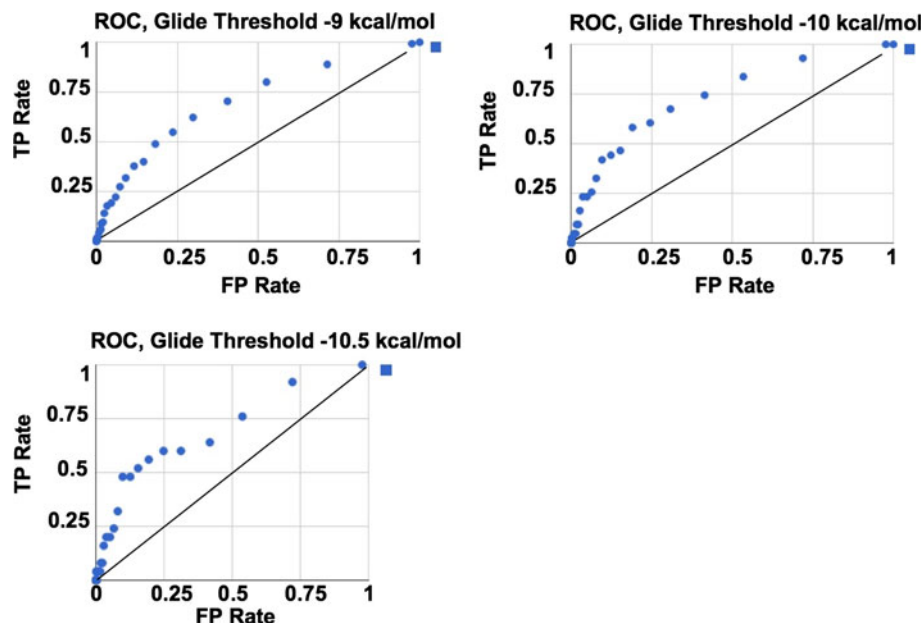 ROC, Glide Threshold -9 kcal/mol
1
0.75
0.5
0.25
TP Rate
0 0.25 0.5 0.75 1
FP Rate
ROC, Glide Threshold -10 kcal/mol
1
0.75
0.5
0.25
TP Rate
0 0.25 0.5 0.75 1
FP Rate
ROC, Glide Threshold -10.5 kcal/mol
1
0.75
0.5
0.25
TP Rate
0 0.25 0.5 0.75 1
FP Rate